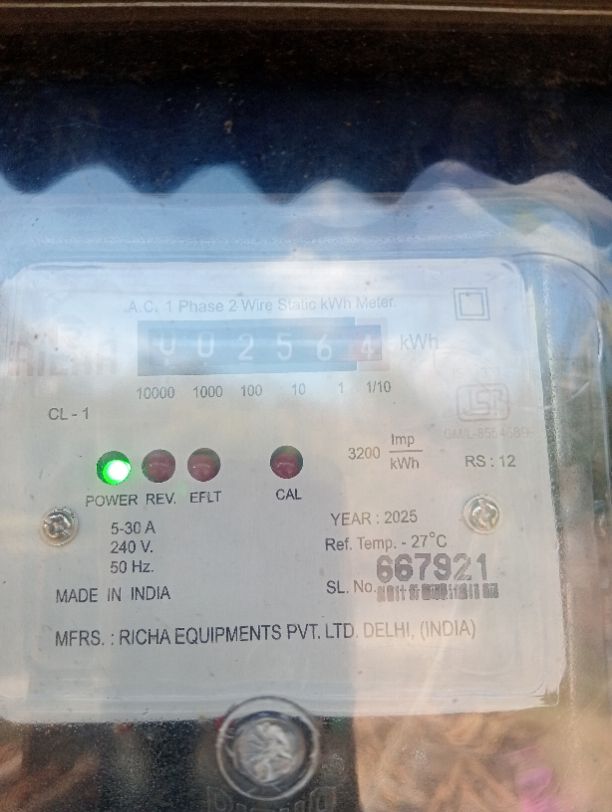 A.C. 1 Phase 2 Wire Static kWh Meter.
0 0 2 5 6 4 kWh
10000 1000 100 10 1 1/10
CL - 1
3200 Imp/kWh
RS : 12
POWER REV. EFLT CAL
5-30 A
240 V.
50 Hz.
YEAR : 2025
Ref. Temp. - 27°C
SL. No. 667921
MADE IN INDIA
MFRS. : RICHA EQUIPMENTS PVT. LTD. DELHI, (INDIA)